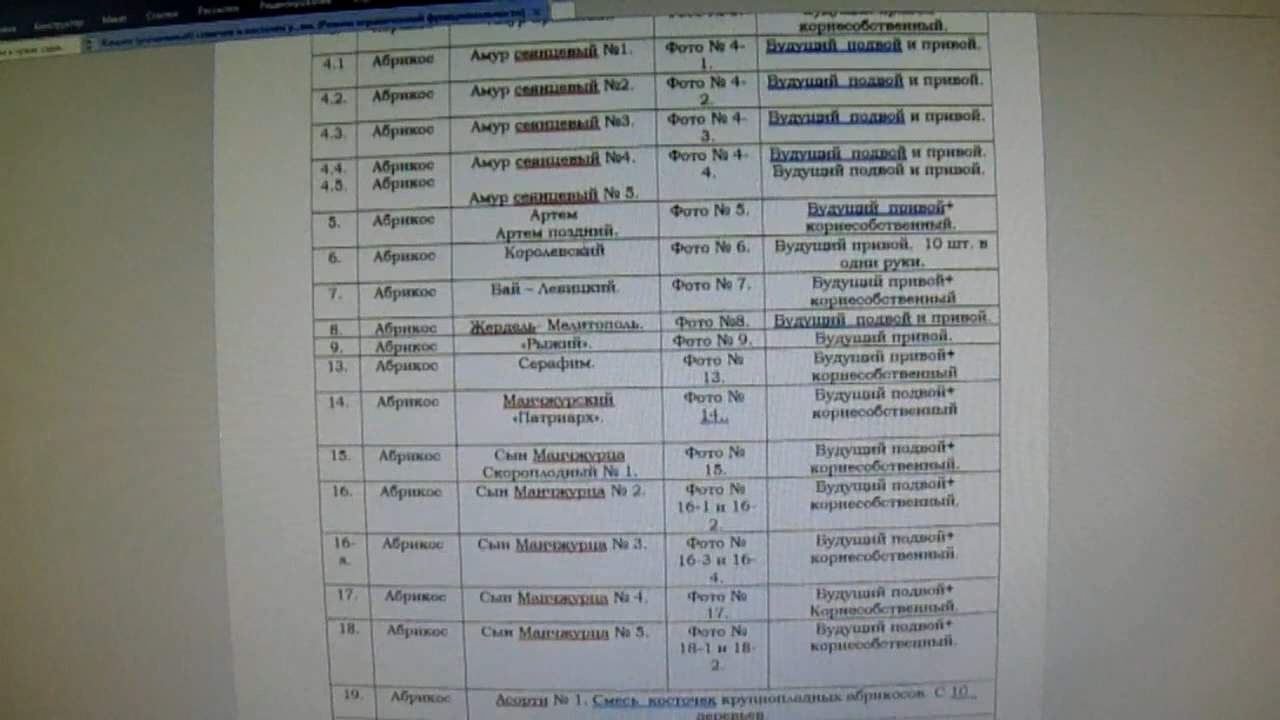 Конструктор Макет Ссылки Рассылки Рецензирование
(Режим ограниченной функциональности)
корнесобственный.
4.1 Абрикос Амур сеянцевый №1. Фото № 4- Будущий подвой и привой.
1.
4.2. Абрикос Амур сеянцевый №2. Фото № 4- Будущий подвой и привой.
2.
4.3. Абрикос Амур сеянцевый №3. Фото № 4- Будущий подвой и привой.
3.
4.4. Абрикос Амур сеянцевый №4. Фото № 4- Будущий подвой и привой.
4.5. Абрикос 4. Будущий подвой и привой.
Амур сеянцевый № 5.
5. Абрикос Артем Фото № 5. Будущий привой+
Артем поздний. корнесобственный.
6. Абрикос Королевский Фото № 6. Будущий привой. 10 шт. в
одни руки.
7. Абрикос Бай – Левицкий. Фото № 7. Будущий привой+
корнесобственный
8. Абрикос Жердель- Мелитополь. Фото №8. Будущий подвой и привой.
9. Абрикос «Рыжий». Фото № 9. Будущий привой.
13. Абрикос Серафим. Фото № Будущий привой+
13. корнесобственный
14. Абрикос Манчжурский Фото № Будущий подвой+
«Патриарх». 14.. корнесобственный
15. Абрикос Сын Манчжурца Фото № Будущий подвой+
Скороплодный № 1. 15. корнесобственный.
16. Абрикос Сын Манчжурца № 2. Фото № Будущий подвой+
16-1 и 16- корнесобственный.
2.
16- Абрикос Сын Манчжурца № 3. Фото № Будущий подвой+
а. 16-3 и 16- корнесобственный
4.
17. Абрикос Сын Манчжурца № 4. Фото № Будущий подвой+
17. Корнесобственный.
18. Абрикос Сын Манчжурца № 5. Фото № Будущий подвой+
18-1 и 18- корнесобственный.
2.
19. Абрикос Асорти № 1. Смесь косточек крупноплодных абрикосов. С 10
деревьев